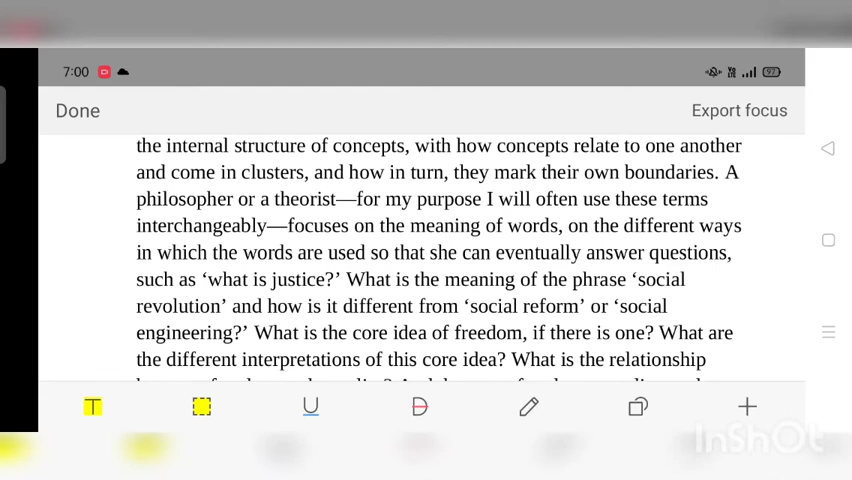 7:00
Done
Export focus
the internal structure of concepts, with how concepts relate to one another
and come in clusters, and how in turn, they mark their own boundaries. A
philosopher or a theorist—for my purpose I will often use these terms
interchangeably—focuses on the meaning of words, on the different ways
in which the words are used so that she can eventually answer questions,
such as ‘what is justice?’ What is the meaning of the phrase ‘social
revolution’ and how is it different from ‘social reform’ or ‘social
engineering?’ What is the core idea of freedom, if there is one? What are
the different interpretations of this core idea? What is the relationship
InShOt